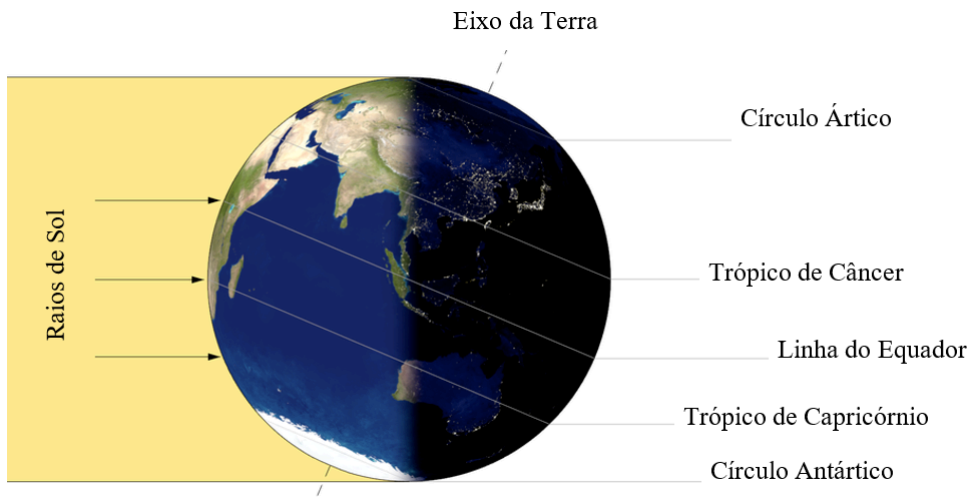 Eixo da Terra
Círculo Ártico
Raios de Sol
Trópico de Câncer
Linha do Equador
Trópico de Capricórnio
Círculo Antártico